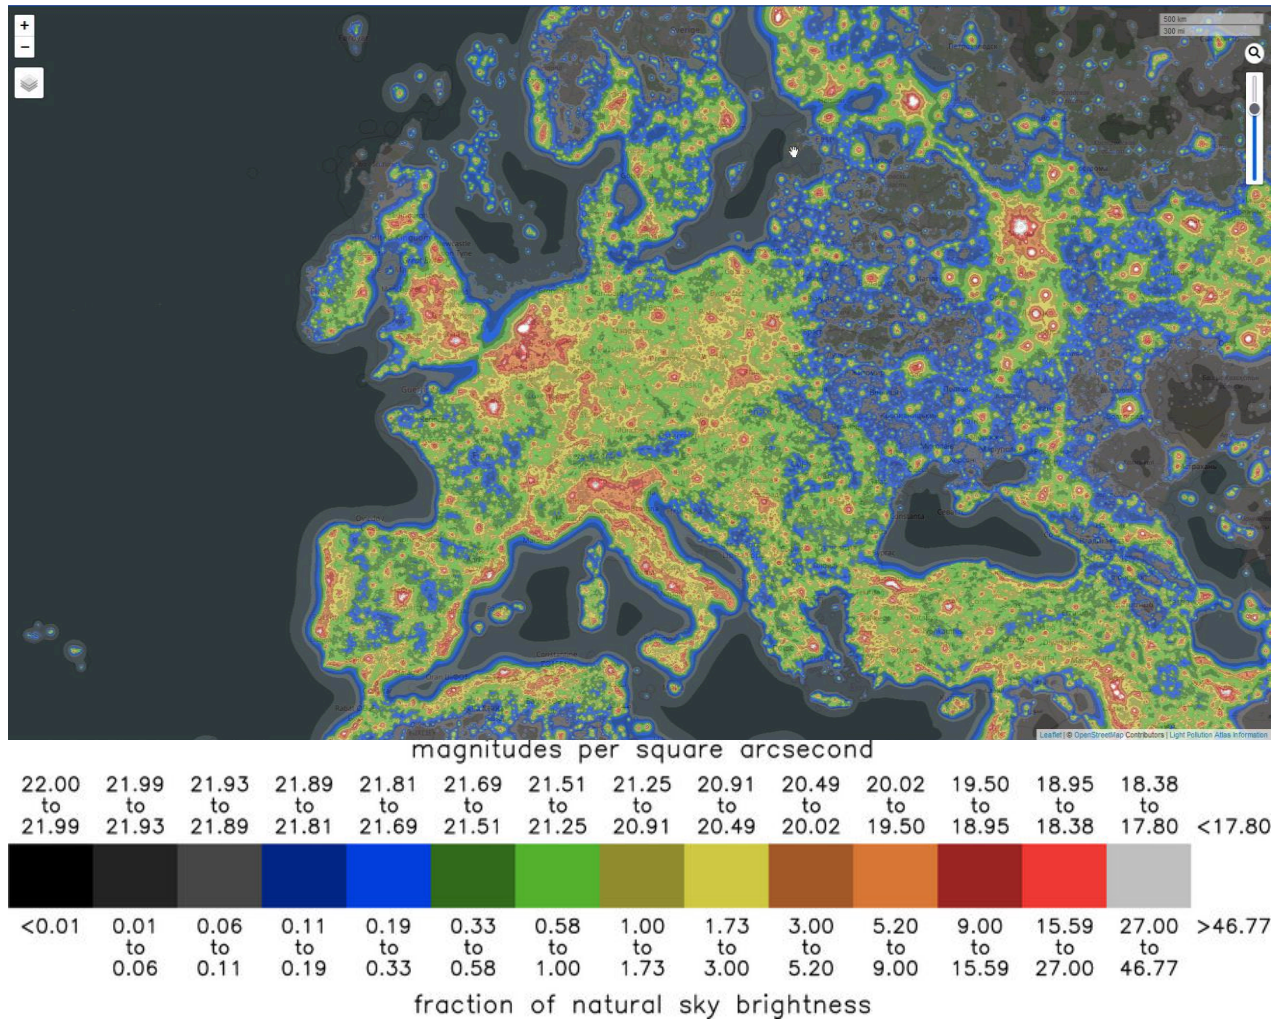 +
−
500 km
300 mi
Leaflet | © OpenStreetMap Contributors | Light Pollution Atlas Information
magnitudes per square arcsecond
22.00 21.99 21.93 21.89 21.81 21.69 21.51 21.25 20.91 20.49 20.02 19.50 18.95 18.38
to to to to to to to to to to to to to to
21.99 21.93 21.89 21.81 21.69 21.51 21.25 20.91 20.49 20.02 19.50 18.95 18.38 17.80 <17.80
<0.01 0.01 0.06 0.11 0.19 0.33 0.58 1.00 1.73 3.00 5.20 9.00 15.59 27.00 >46.77
to to to to to to to to to to to to to
0.06 0.11 0.19 0.33 0.58 1.00 1.73 3.00 5.20 9.00 15.59 27.00 46.77
fraction of natural sky brightness